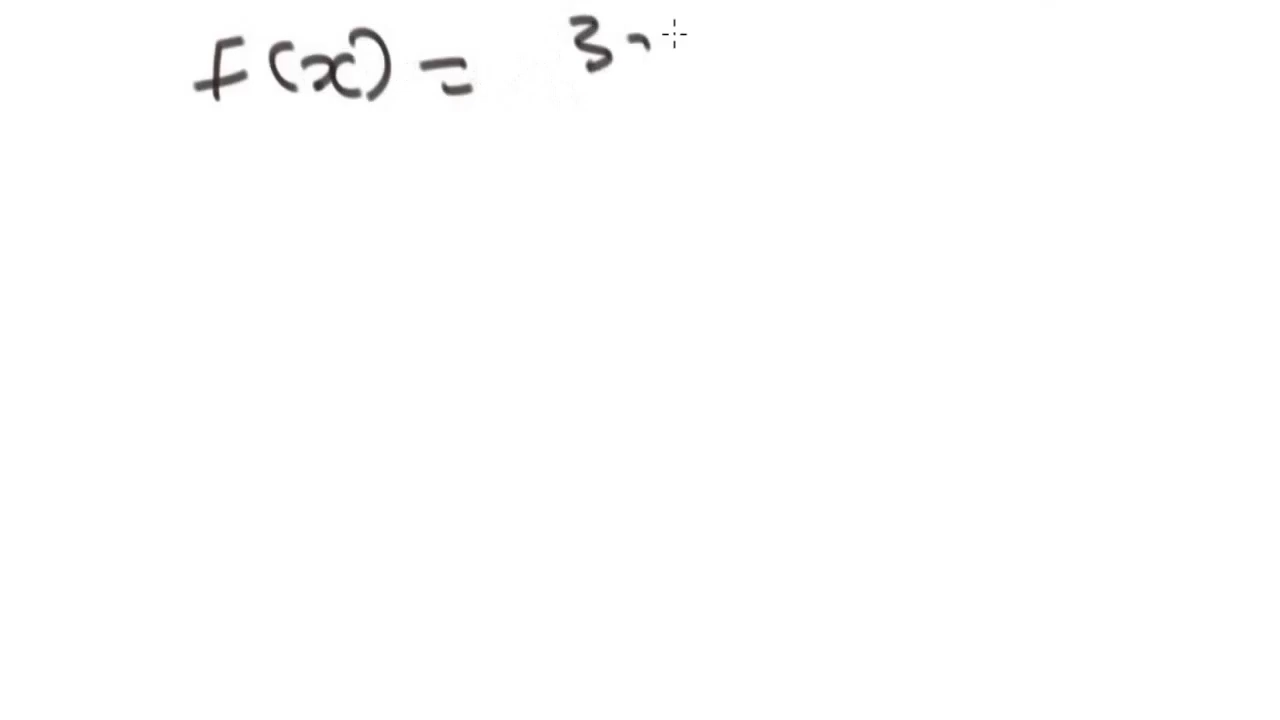 f(x) = 3